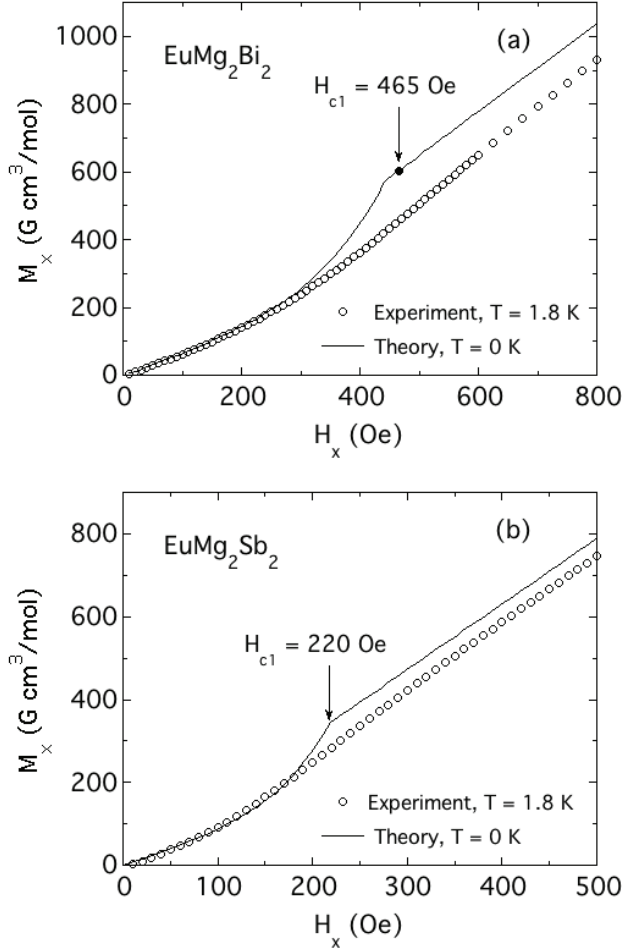 (a)
EuMg2Bi2
Hc1 = 465 Oe
Mx (G cm3/mol)
1000
800
600
400
200
0
Experiment, T = 1.8 K
Theory, T = 0 K
0 200 400 600 800
Hx (Oe)
(b)
EuMg2Sb2
Hc1 = 220 Oe
Mx (G cm3/mol)
800
600
400
200
0
Experiment, T = 1.8 K
Theory, T = 0 K
0 100 200 300 400 500
Hx (Oe)